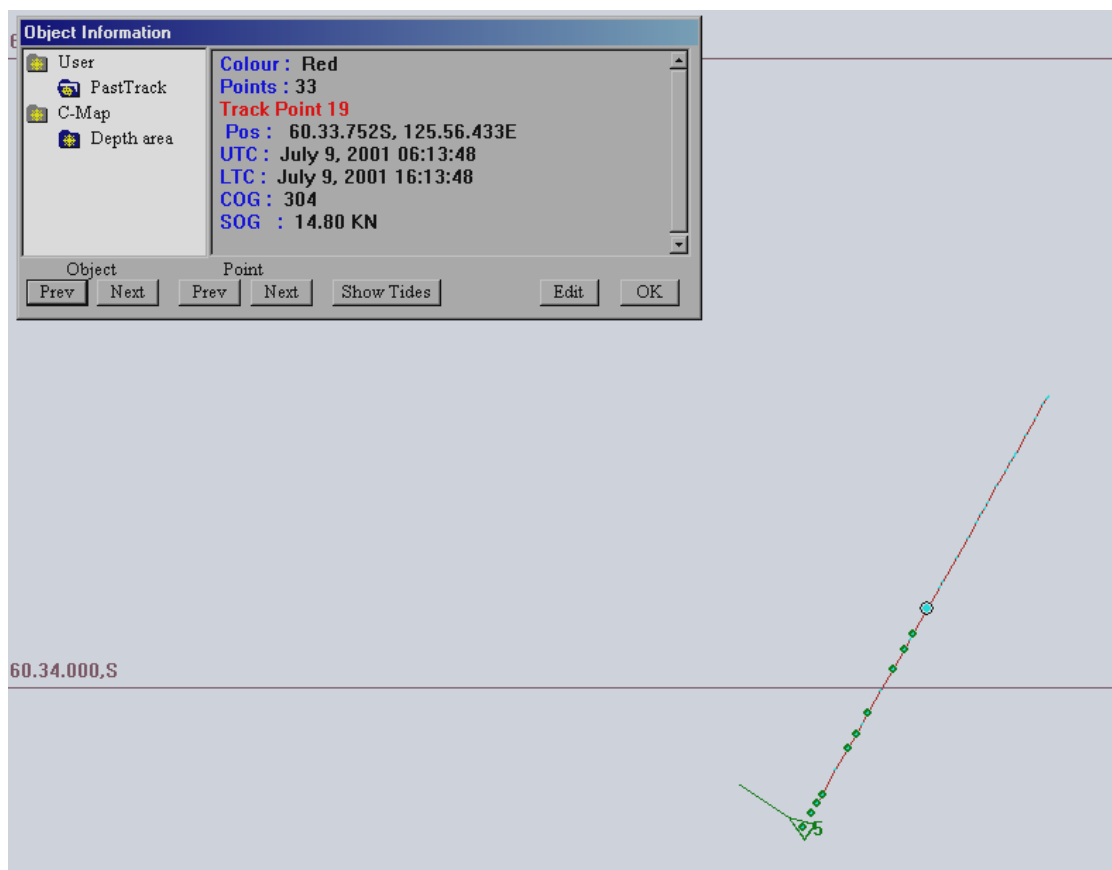 Object Information
User
PastTrack
C-Map
Depth area
Colour : Red
Points : 33
Track Point 19
Pos : 60.33.752S, 125.56.433E
UTC : July 9, 2001 06:13:48
LTC : July 9, 2001 16:13:48
COG : 304
SOG : 14.80 KN
Object Point
Prev Next Prev Next Show Tides Edit OK
60.34.000,S
5